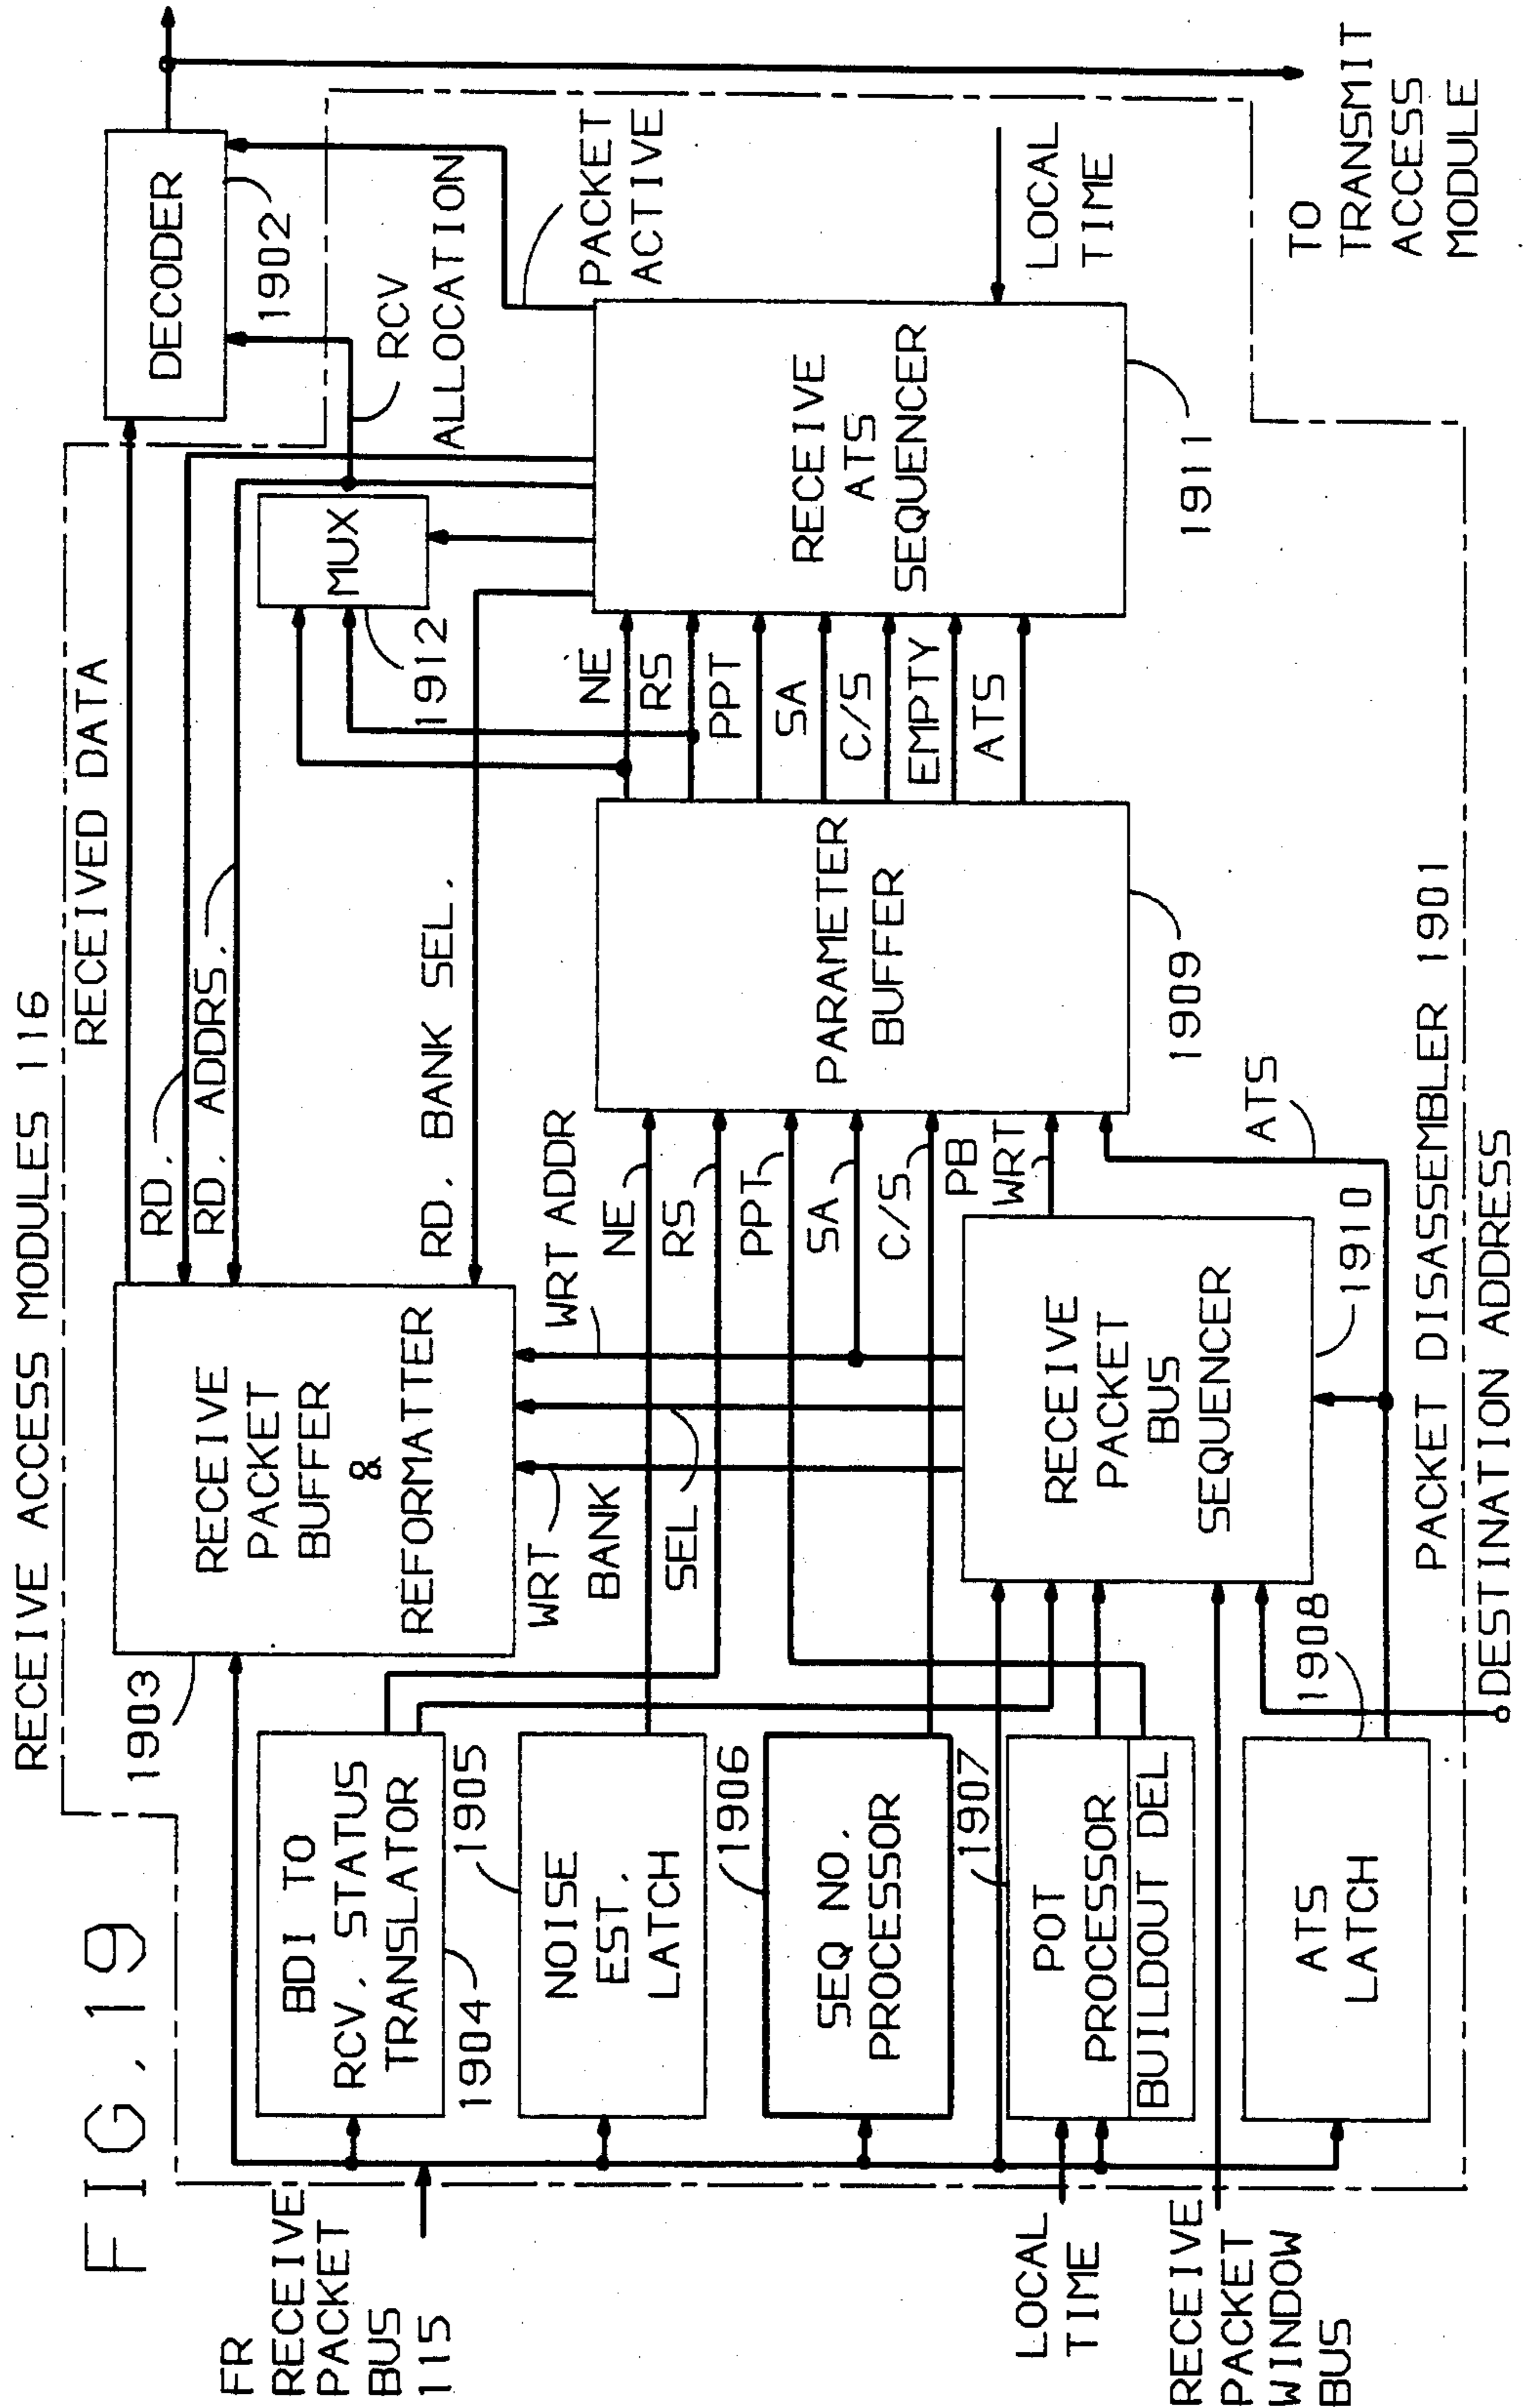 FIG. 19
RECEIVE ACCESS MODULES 116
RECEIVED DATA
FR
RECEIVE
PACKET
BUS
115
1903
RECEIVE
PACKET
BUFFER
&
REFORMATTER
RD.
RD. ADDRS.
RD. BANK SEL.
DECODER
1902
MUX
1912
RCV
ALLOCATION
PACKET
ACTIVE
BDI TO
RCV. STATUS
TRANSLATOR
1904
1905
NOISE
EST.
LATCH
1906
SEQ NO.
PROCESSOR
1907
POT
PROCESSOR
BUILDOUT DEL
1908
ATS
LATCH
WRT
BANK
SEL
WRT ADDR
NE
RS
PPT
SA
C/S
PB
WRT
RECEIVE
PACKET
BUS
SEQUENCER
1910
ATS
PARAMETER
BUFFER
1909
NE
RS
PPT
SA
C/S
EMPTY
ATS
RECEIVE
ATS
SEQUENCER
1911
LOCAL
TIME
LOCAL
TIME
RECEIVE
PACKET
WINDOW
BUS
PACKET DISASSEMBLER 1901
DESTINATION ADDRESS
TO
TRANSMIT
ACCESS
MODULE